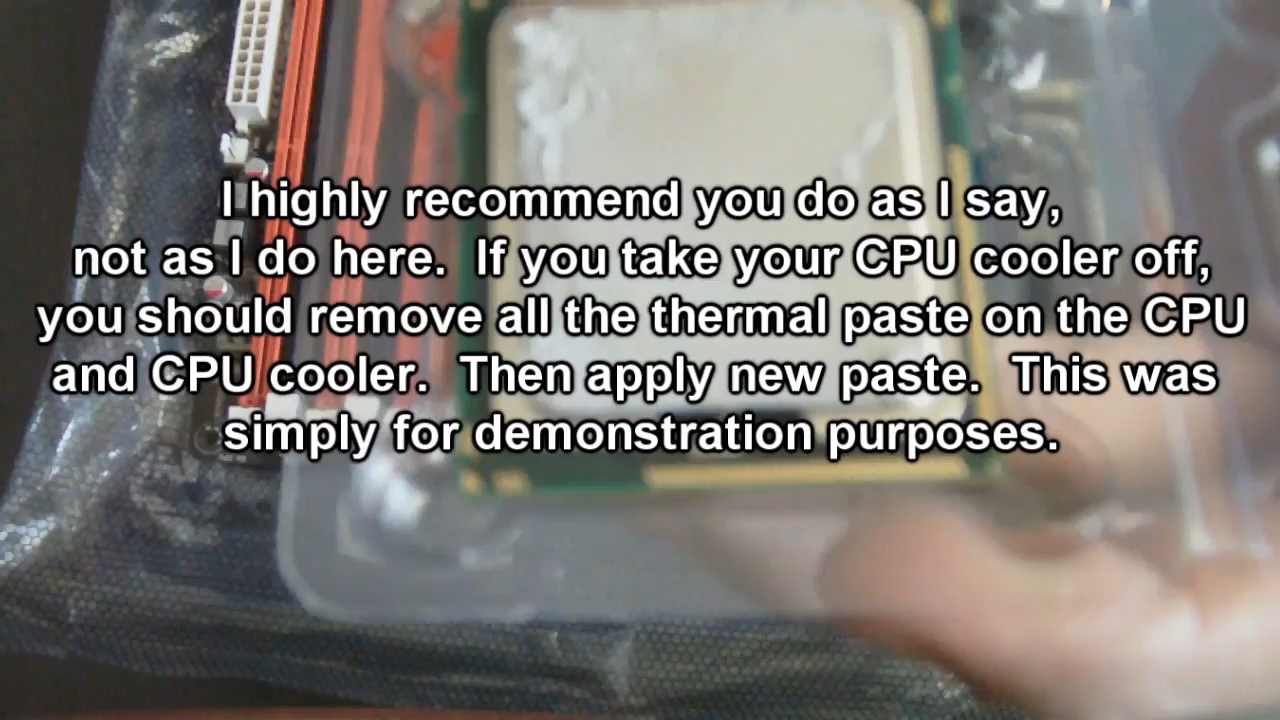 I highly recommend you do as I say,
not as I do here.  If you take your CPU cooler off,
you should remove all the thermal paste on the CPU
and CPU cooler.  Then apply new paste.  This was
simply for demonstration purposes.